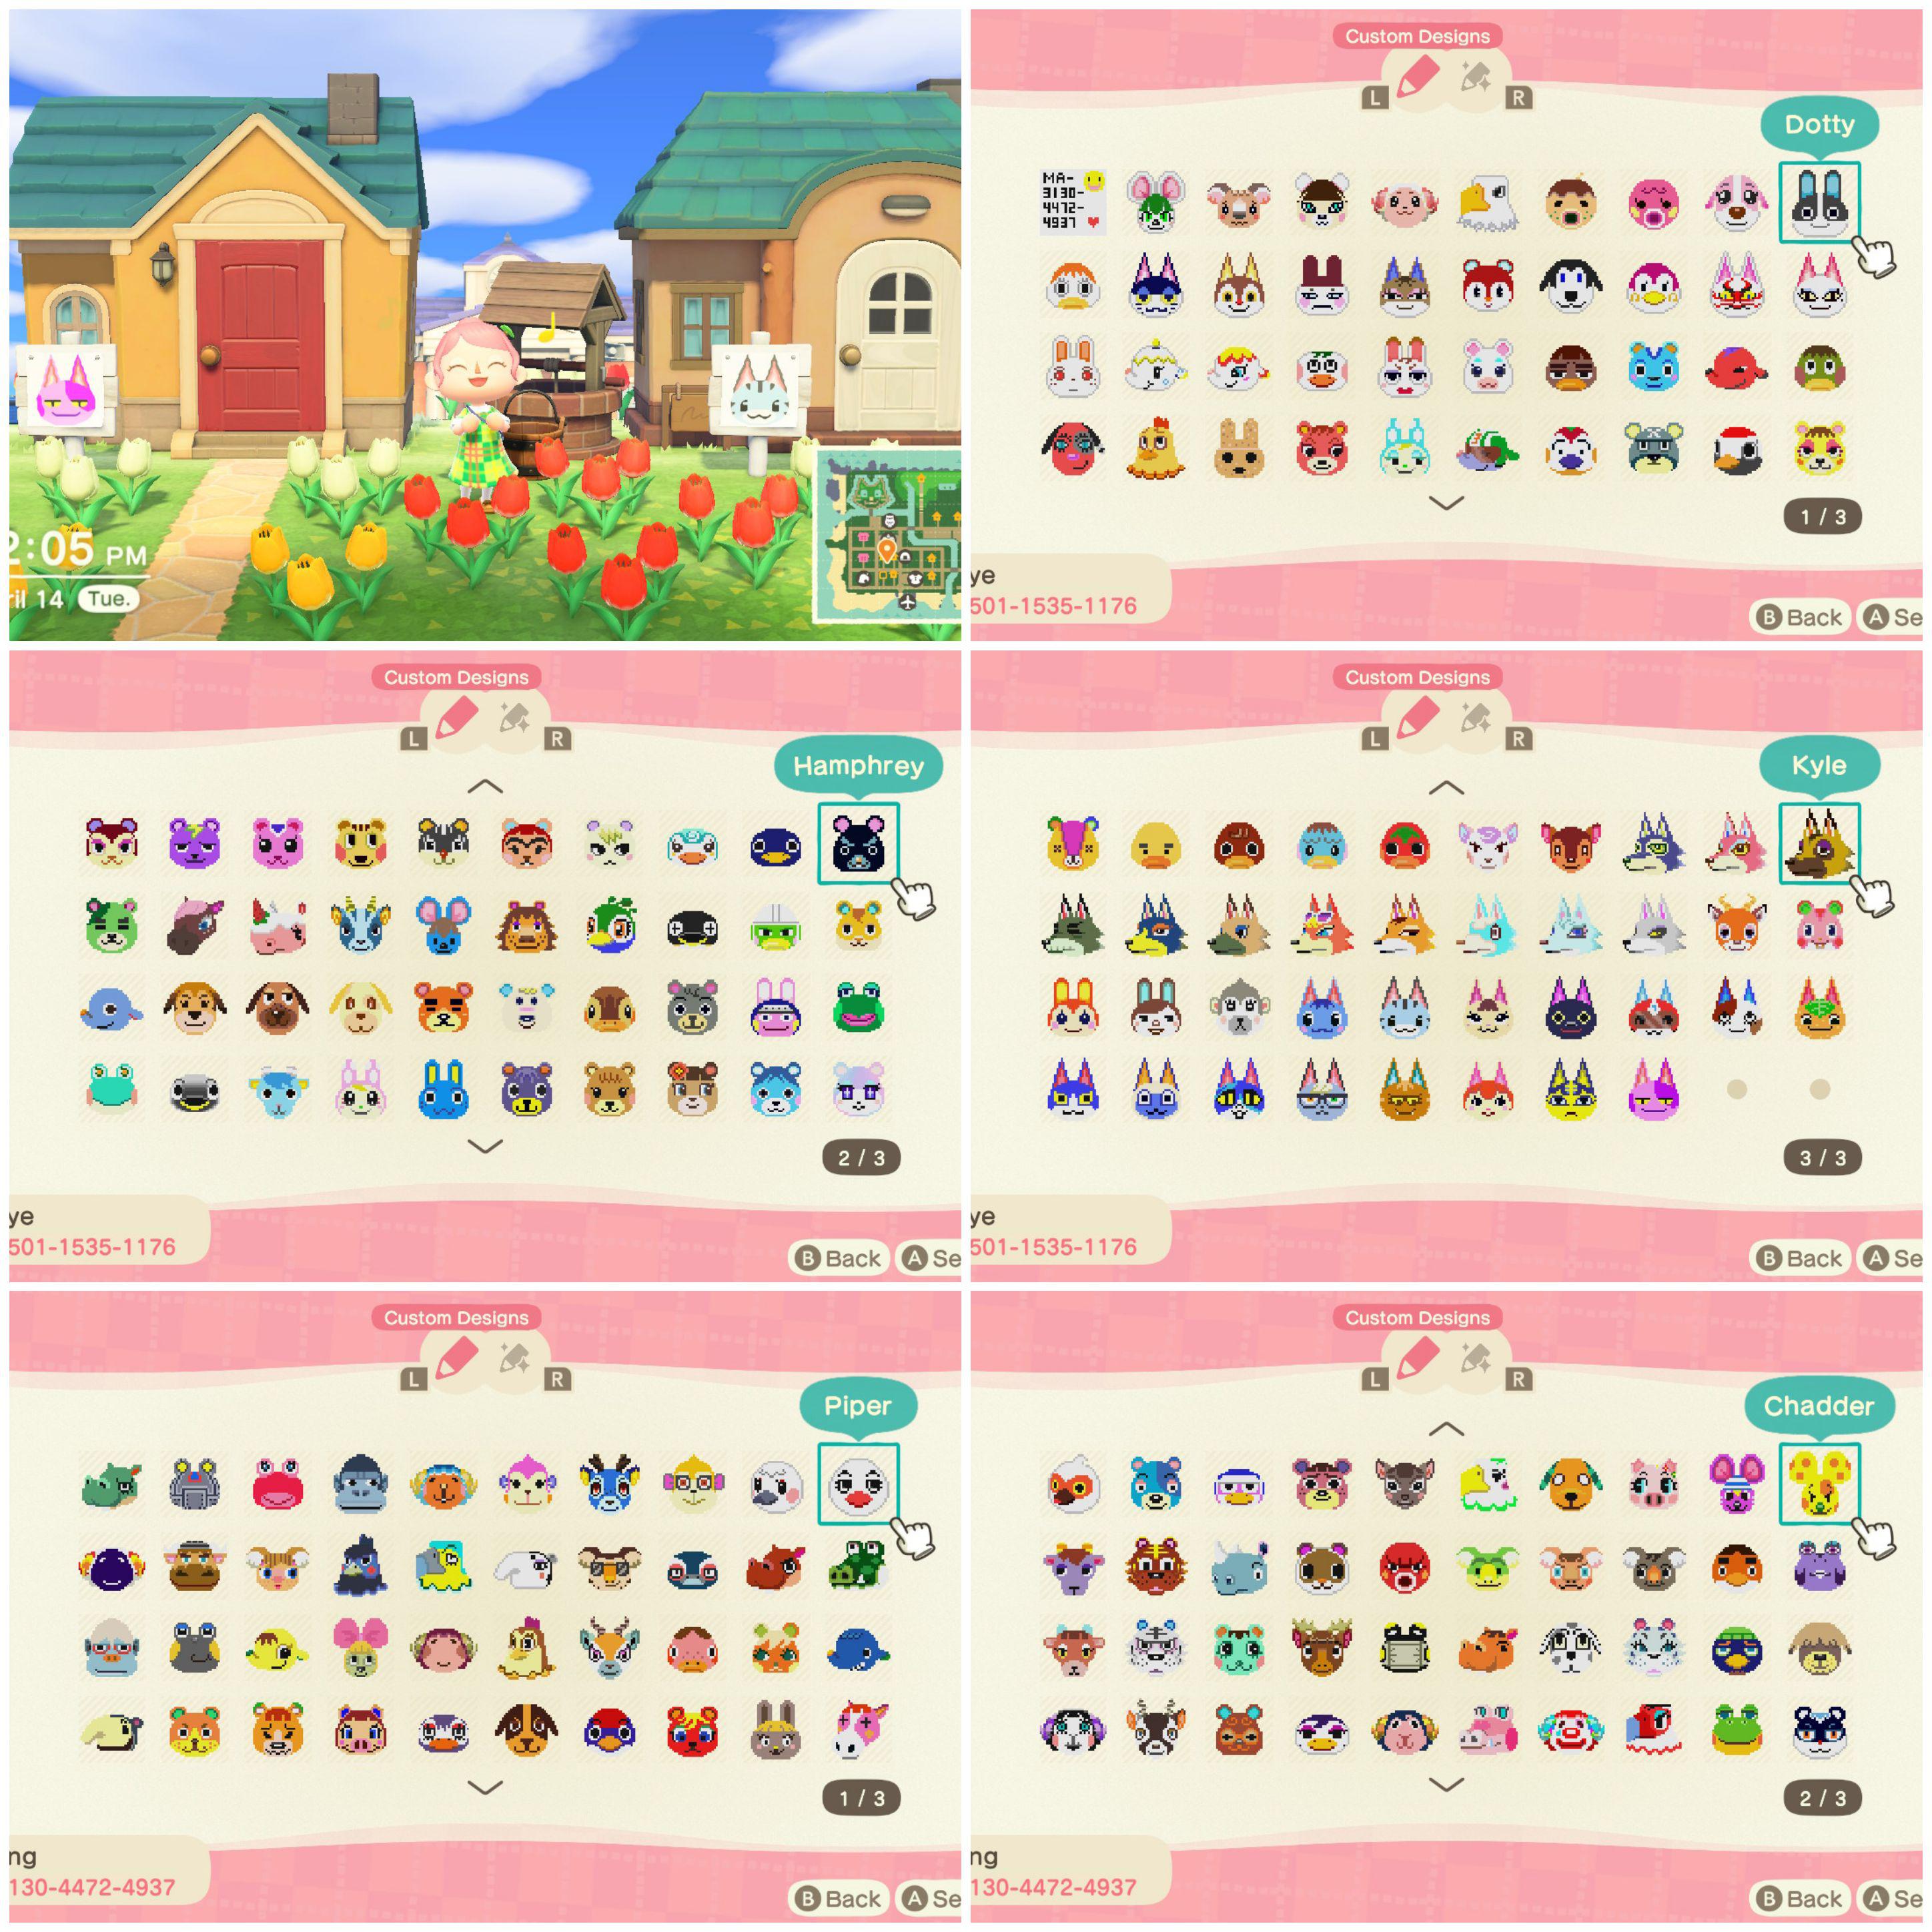 2:05 PM
ril 14 Tue.
Custom Designs
L R
Dotty
MA-
3130-
4472-
4937
1 / 3
ye
501-1535-1176
B Back A Se
Custom Designs
L R
Hamphrey
2 / 3
ye
501-1535-1176
B Back A Se
Custom Designs
L R
Kyle
3 / 3
ye
501-1535-1176
B Back A Se
Custom Designs
L R
Piper
1 / 3
ng
130-4472-4937
B Back A Se
Custom Designs
L R
Chadder
2 / 3
ng
130-4472-4937
B Back A Se